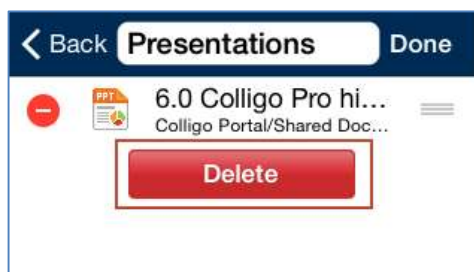 Back Presentations Done
PPT
6.0 Colligo Pro hi...
Colligo Portal/Shared Doc...
Delete